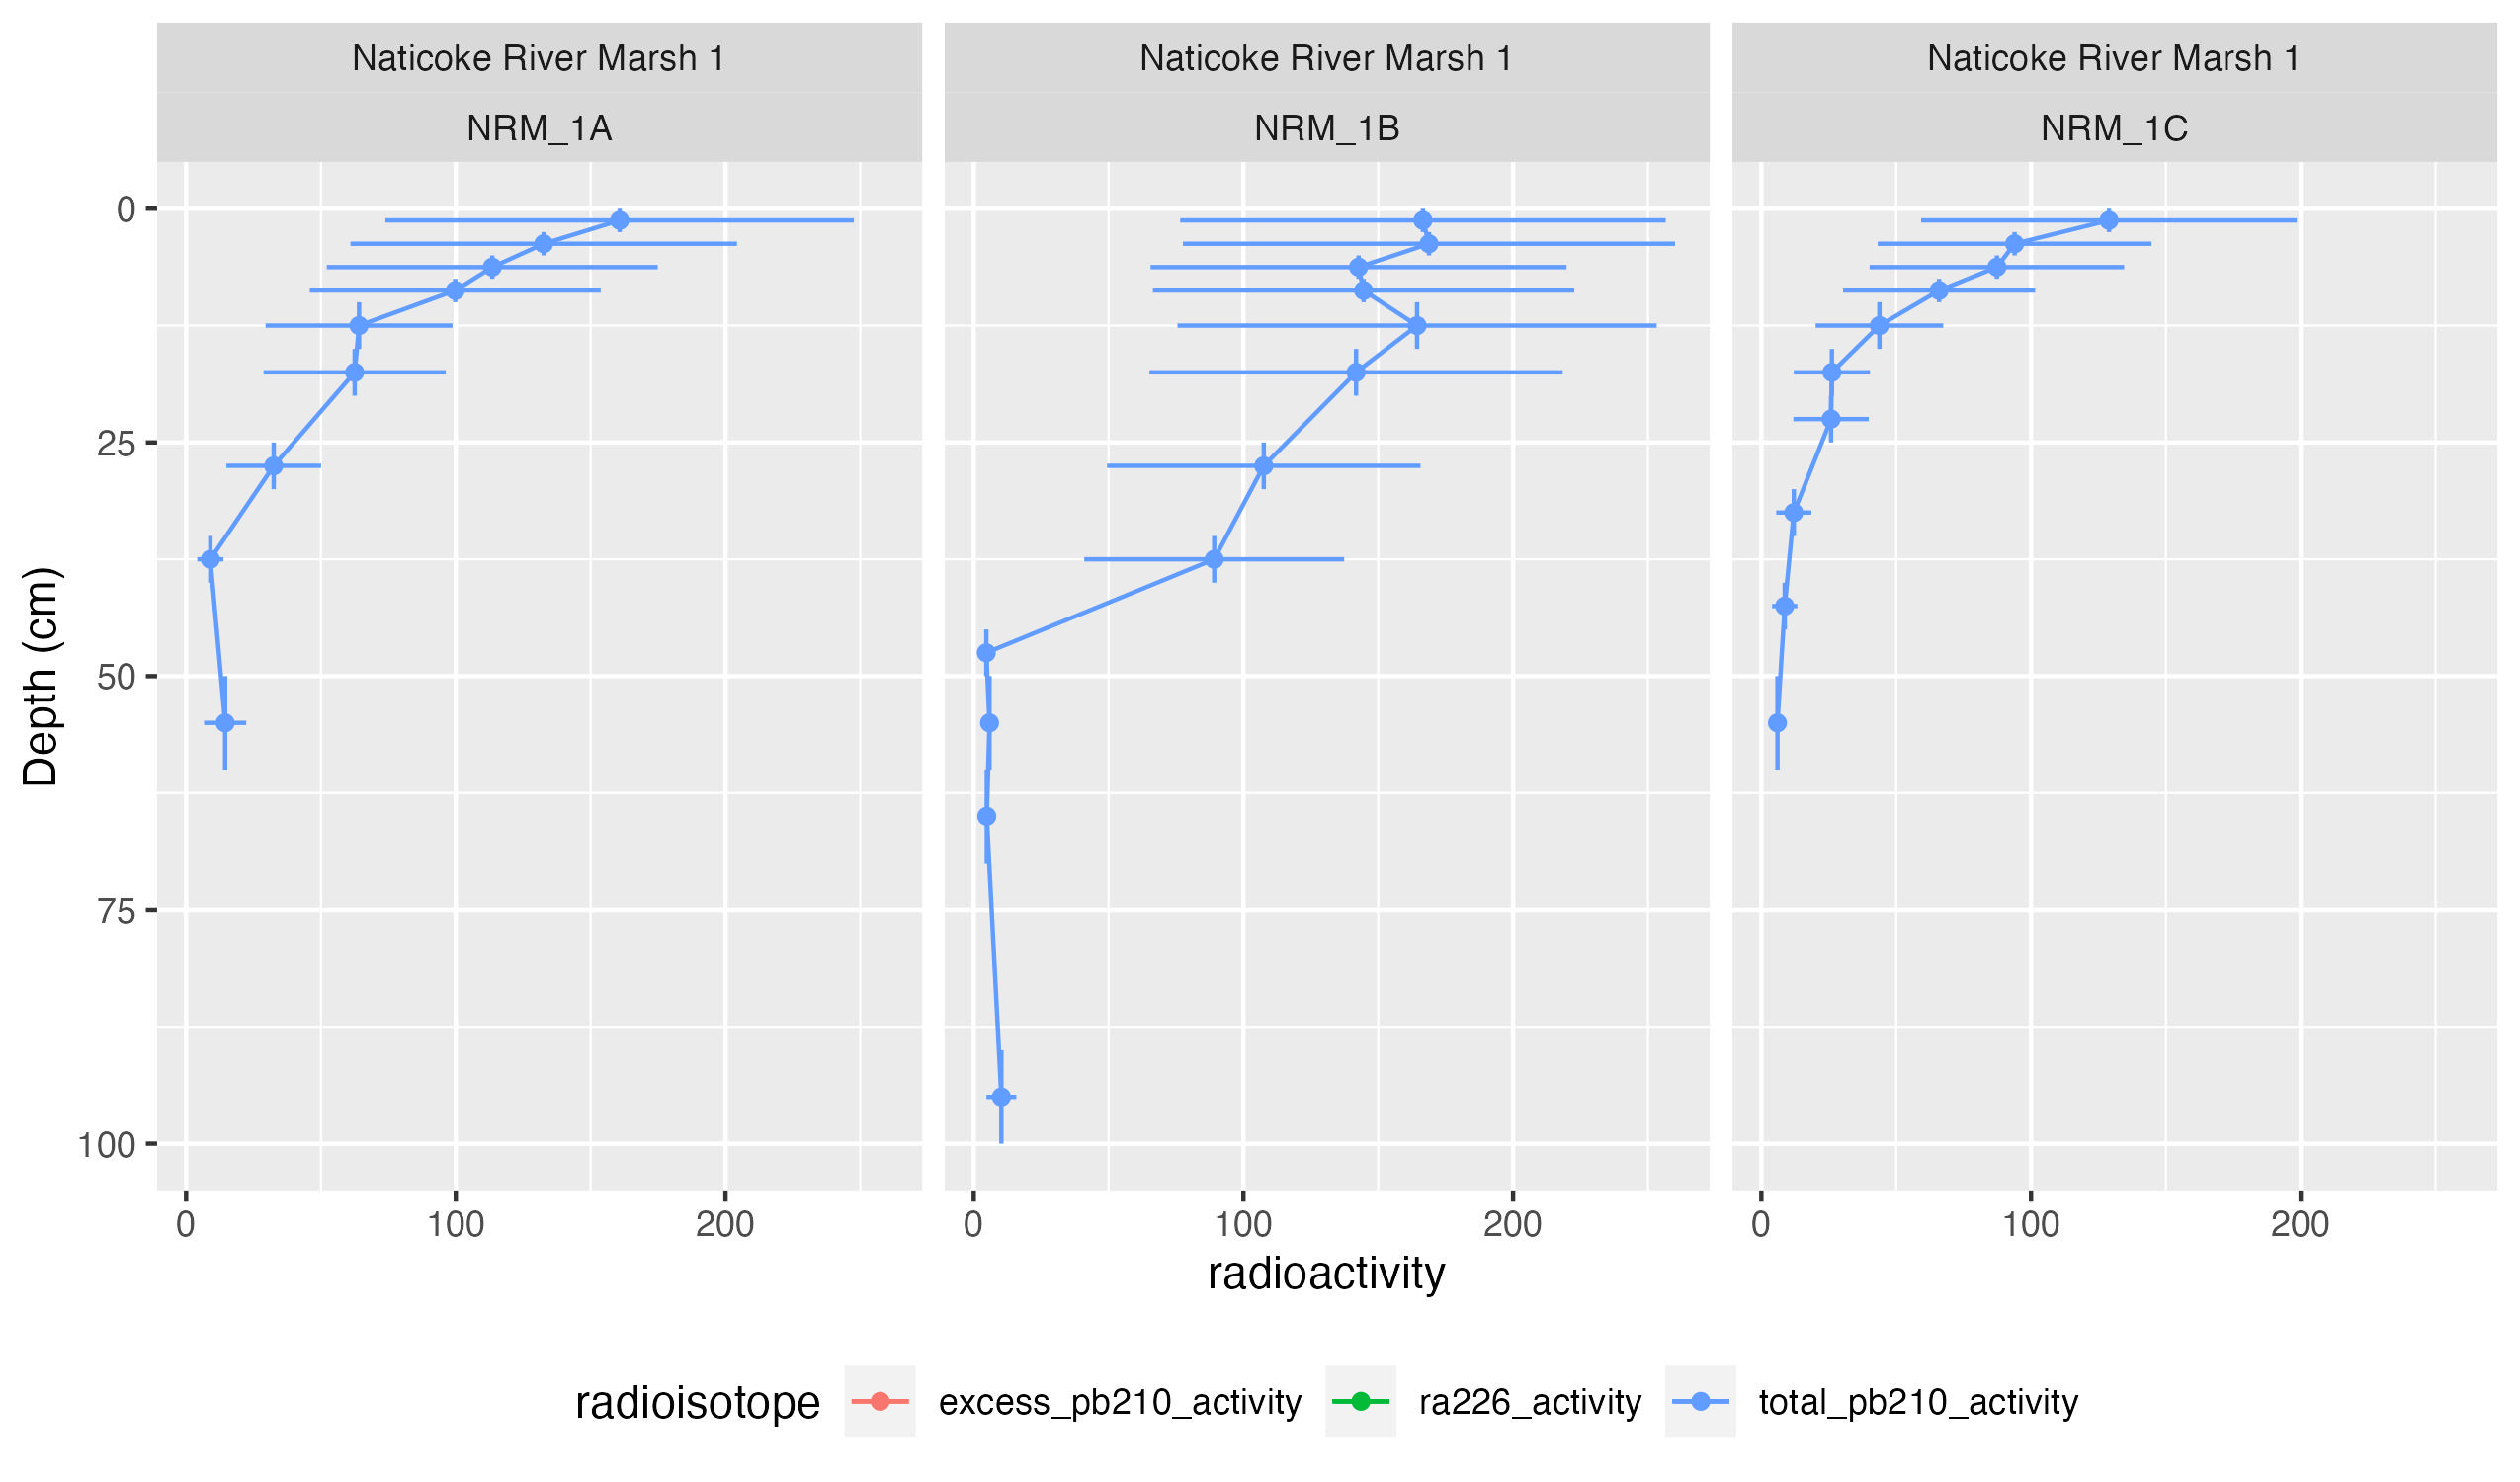 Naticoke River Marsh 1
Naticoke River Marsh 1
Naticoke River Marsh 1
NRM_1A
NRM_1B
NRM_1C
Depth (cm)
0
25
50
75
100
0 100 200
0 100 200
0 100 200
radioactivity
radioisotope excess_pb210_activity ra226_activity total_pb210_activity